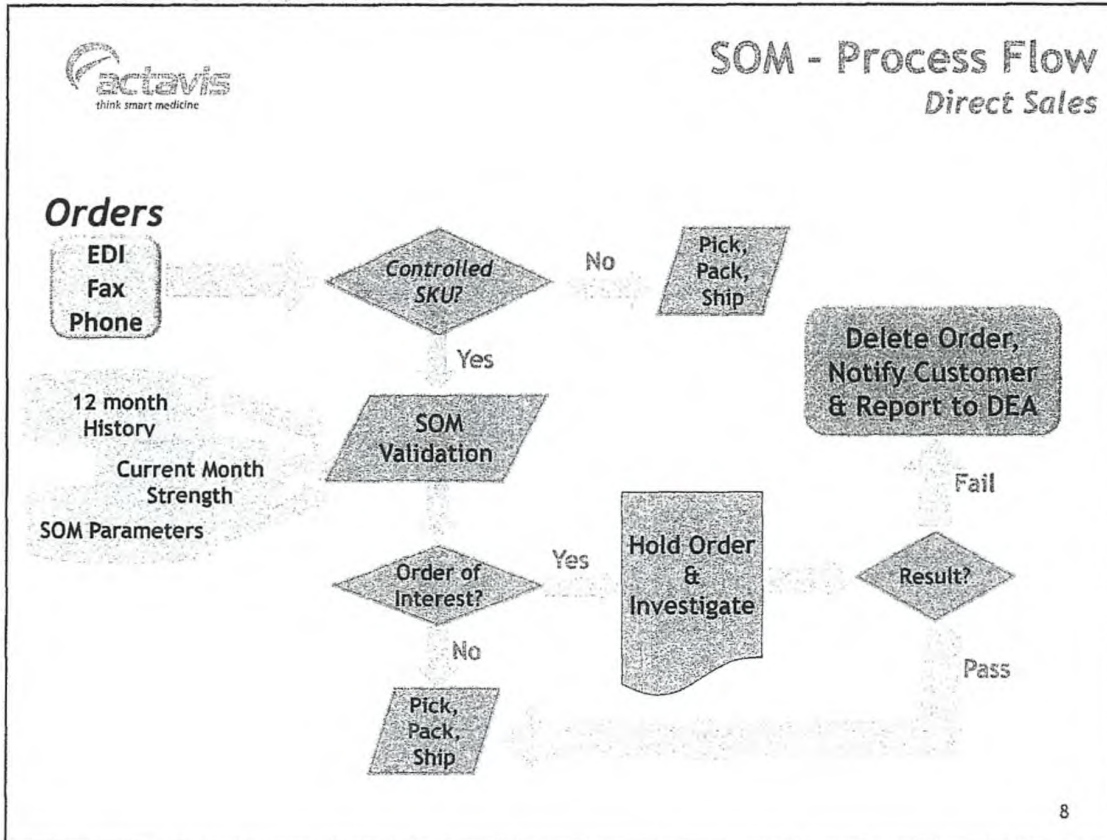 actavis
think smart medicine
SOM - Process Flow
Direct Sales
Orders
EDI
Fax
Phone
Controlled
SKU?
No
Pick,
Pack,
Ship
Yes
12 month
History
Current Month
Strength
SOM Parameters
SOM
Validation
Order of
Interest?
Yes
Hold Order
&
Investigate
Result?
Fail
Delete Order,
Notify Customer
& Report to DEA
Pass
No
Pick,
Pack,
Ship
8